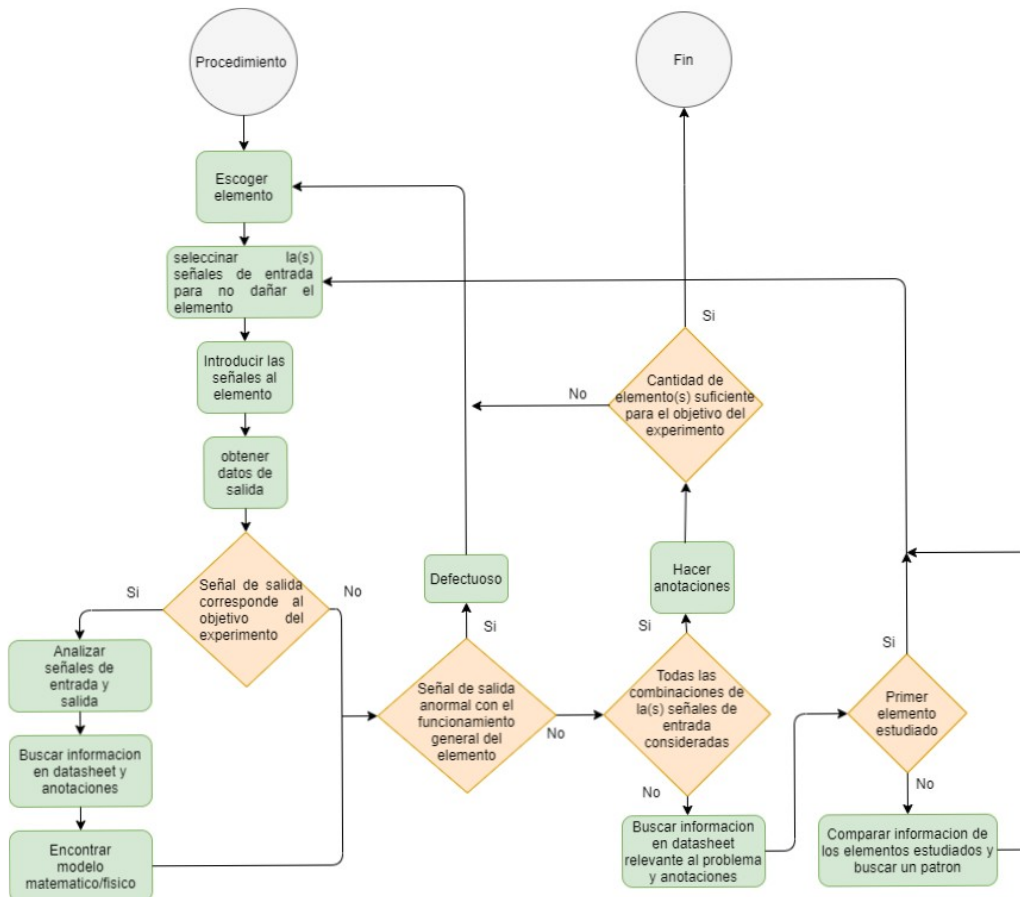 Procedimiento
Fin
Escoger
elemento
seleccinar la(s)
señales de entrada
para no dañar el
elemento
Introducir las
señales al
elemento
obtener
datos de
salida
Señal de salida
corresponde al
objetivo del
experimento
Si
No
Analizar
señales de
entrada y
salida
Buscar informacion
en datasheet y
anotaciones
Encontrar
modelo
matematico/fisico
Señal de salida
anormal con el
funcionamiento
general del
elemento
Si
No
Defectuoso
Todas las
combinaciones de
la(s) señales de
entrada
consideradas
Si
No
Hacer
anotaciones
Cantidad de
elemento(s) suficiente
para el objetivo del
experimento
Si
No
Buscar informacion
en datasheet
relevante al problema
y anotaciones
Primer
elemento
estudiado
Si
No
Comparar informacion de
los elementos estudiados y
buscar un patron